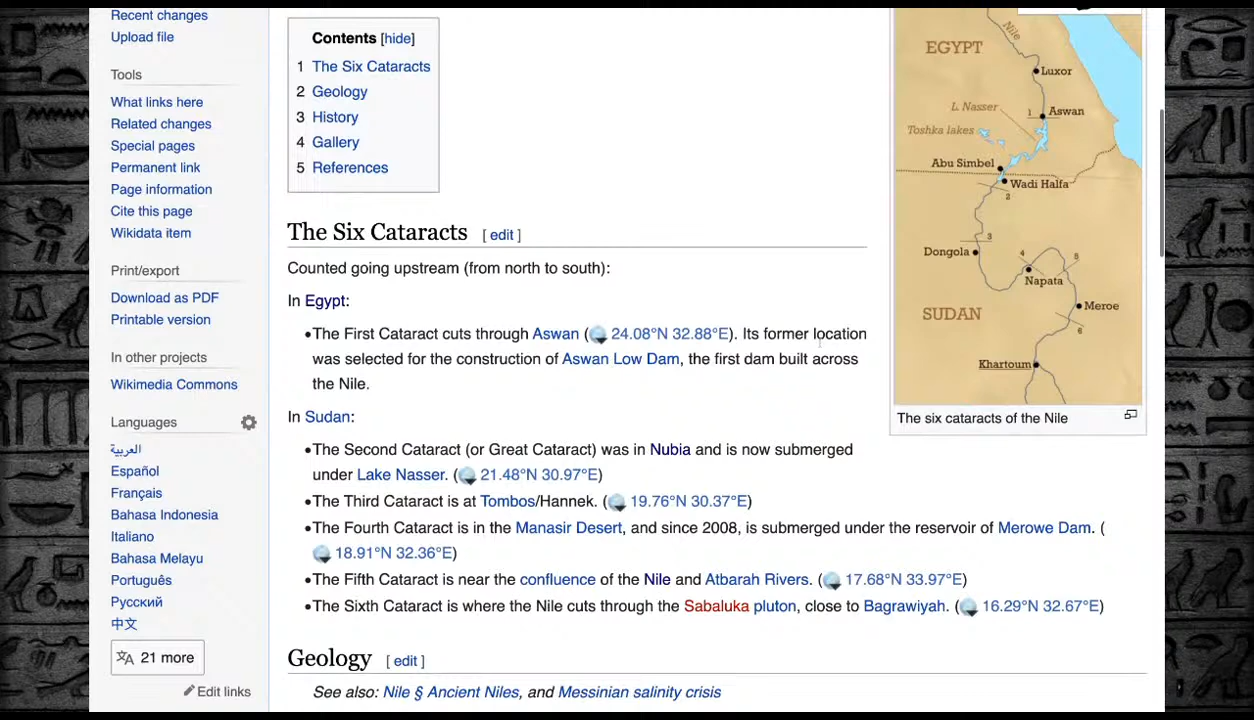 Recent changes
Upload file
Tools
What links here
Related changes
Special pages
Permanent link
Page information
Cite this page
Wikidata item
Print/export
Download as PDF
Printable version
In other projects
Wikimedia Commons
Languages
العربية
Español
Français
Bahasa Indonesia
Italiano
Bahasa Melayu
Português
Русский
中文
21 more
Edit links
Contents [hide]
1 The Six Cataracts
2 Geology
3 History
4 Gallery
5 References
The Six Cataracts [ edit ]
Counted going upstream (from north to south):
In Egypt:
•The First Cataract cuts through Aswan (24.08°N 32.88°E). Its former location
was selected for the construction of Aswan Low Dam, the first dam built across
the Nile.
In Sudan:
•The Second Cataract (or Great Cataract) was in Nubia and is now submerged
under Lake Nasser. (21.48°N 30.97°E)
•The Third Cataract is at Tombos/Hannek. (19.76°N 30.37°E)
•The Fourth Cataract is in the Manasir Desert, and since 2008, is submerged under the reservoir of Merowe Dam. (
18.91°N 32.36°E)
•The Fifth Cataract is near the confluence of the Nile and Atbarah Rivers. (17.68°N 33.97°E)
•The Sixth Cataract is where the Nile cuts through the Sabaluka pluton, close to Bagrawiyah. (16.29°N 32.67°E)
Geology [ edit ]
See also: Nile § Ancient Niles, and Messinian salinity crisis
Nile
EGYPT
Luxor
L. Nasser
1 Aswan
Toshka lakes
Abu Simbel
Wadi Halfa
2
3
Dongola
4
5
Napata
Meroe
SUDAN
6
Khartoum
The six cataracts of the Nile